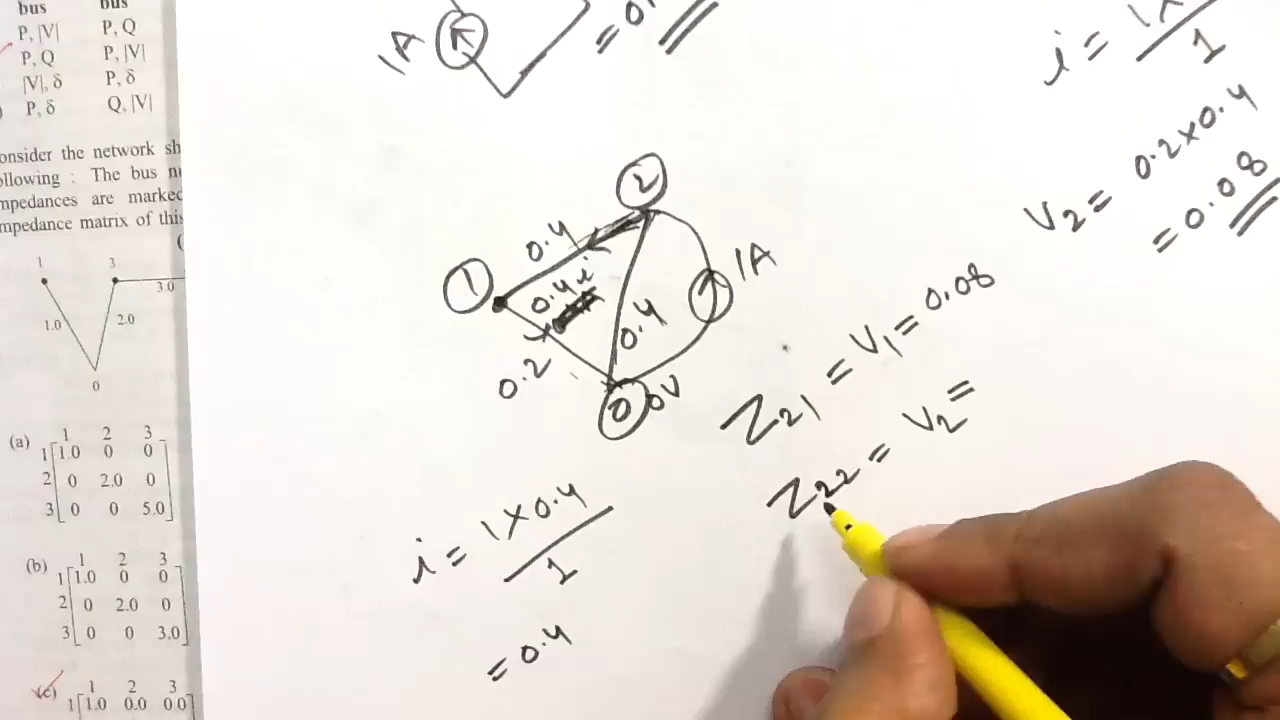 bus bus
P, |V| P, Q
P, Q P, |V|
|V|, δ P, δ
P, δ Q, |V|
onsider the network sh
llowing : The bus n
mpedances are marked
mpedance matrix of this
1 3
3.0
1.0 2.0
0
(a) 1 2 3
1 1.0 0 0
2 0 2.0 0
3 0 0 5.0
(b) 1 2 3
1 1.0 0 0
2 0 2.0 0
3 0 0 3.0
(c) 1 2 3
1 1.0 0.0 0.0
1A
2
1
0.4
0.4
0.2
0.4
0 0V
1A
i = 1×0.4
1
= 0.4
Z21 = V1 = 0.08
Z22 = V2 =
i =
1
V2 = 0.2×0.4
= 0.08